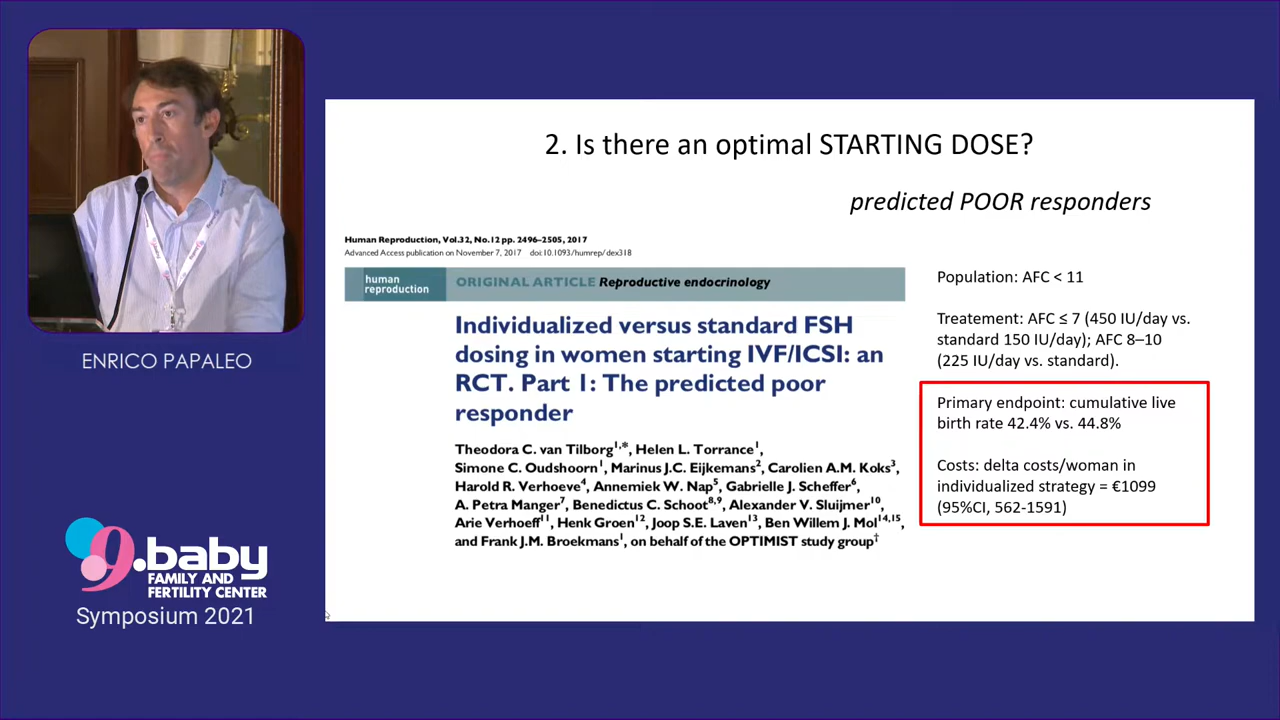 2. Is there an optimal STARTING DOSE?
predicted POOR responders
Human Reproduction, Vol.32, No.12 pp. 2496–2505, 2017
Advanced Access publication on November 7, 2017 doi:10.1093/humrep/dex318
human
reproduction
ORIGINAL ARTICLE Reproductive endocrinology
Individualized versus standard FSH
dosing in women starting IVF/ICSI: an
RCT. Part 1: The predicted poor
responder
Theodora C. van Tilborg1,*, Helen L. Torrance1,
Simone C. Oudshoorn1, Marinus J.C. Eijkemans2, Carolien A.M. Koks3,
Harold R. Verhoeve4, Annemiek W. Nap5, Gabrielle J. Scheffer6,
A. Petra Manger7, Benedictus C. Schoot8,9, Alexander V. Sluijmer10,
Arie Verhoeff11, Henk Groen12, Joop S.E. Laven13, Ben Willem J. Mol14,15,
and Frank J.M. Broekmans1, on behalf of the OPTIMIST study group†
Population: AFC < 11
Treatement: AFC ≤ 7 (450 IU/day vs.
standard 150 IU/day); AFC 8–10
(225 IU/day vs. standard).
Primary endpoint: cumulative live
birth rate 42.4% vs. 44.8%
Costs: delta costs/woman in
individualized strategy = €1099
(95%CI, 562-1591)
ENRICO PAPALEO
9.baby
FAMILY AND
FERTILITY CENTER
Symposium 2021